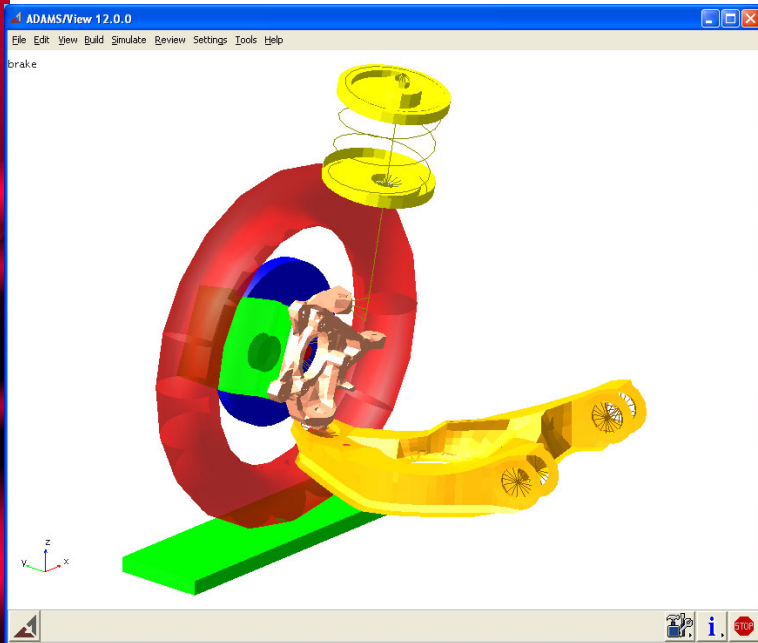 ADAMS/View 12.0.0
File Edit View Build Simulate Review Settings Tools Help
brake
z
y x
i
STOP